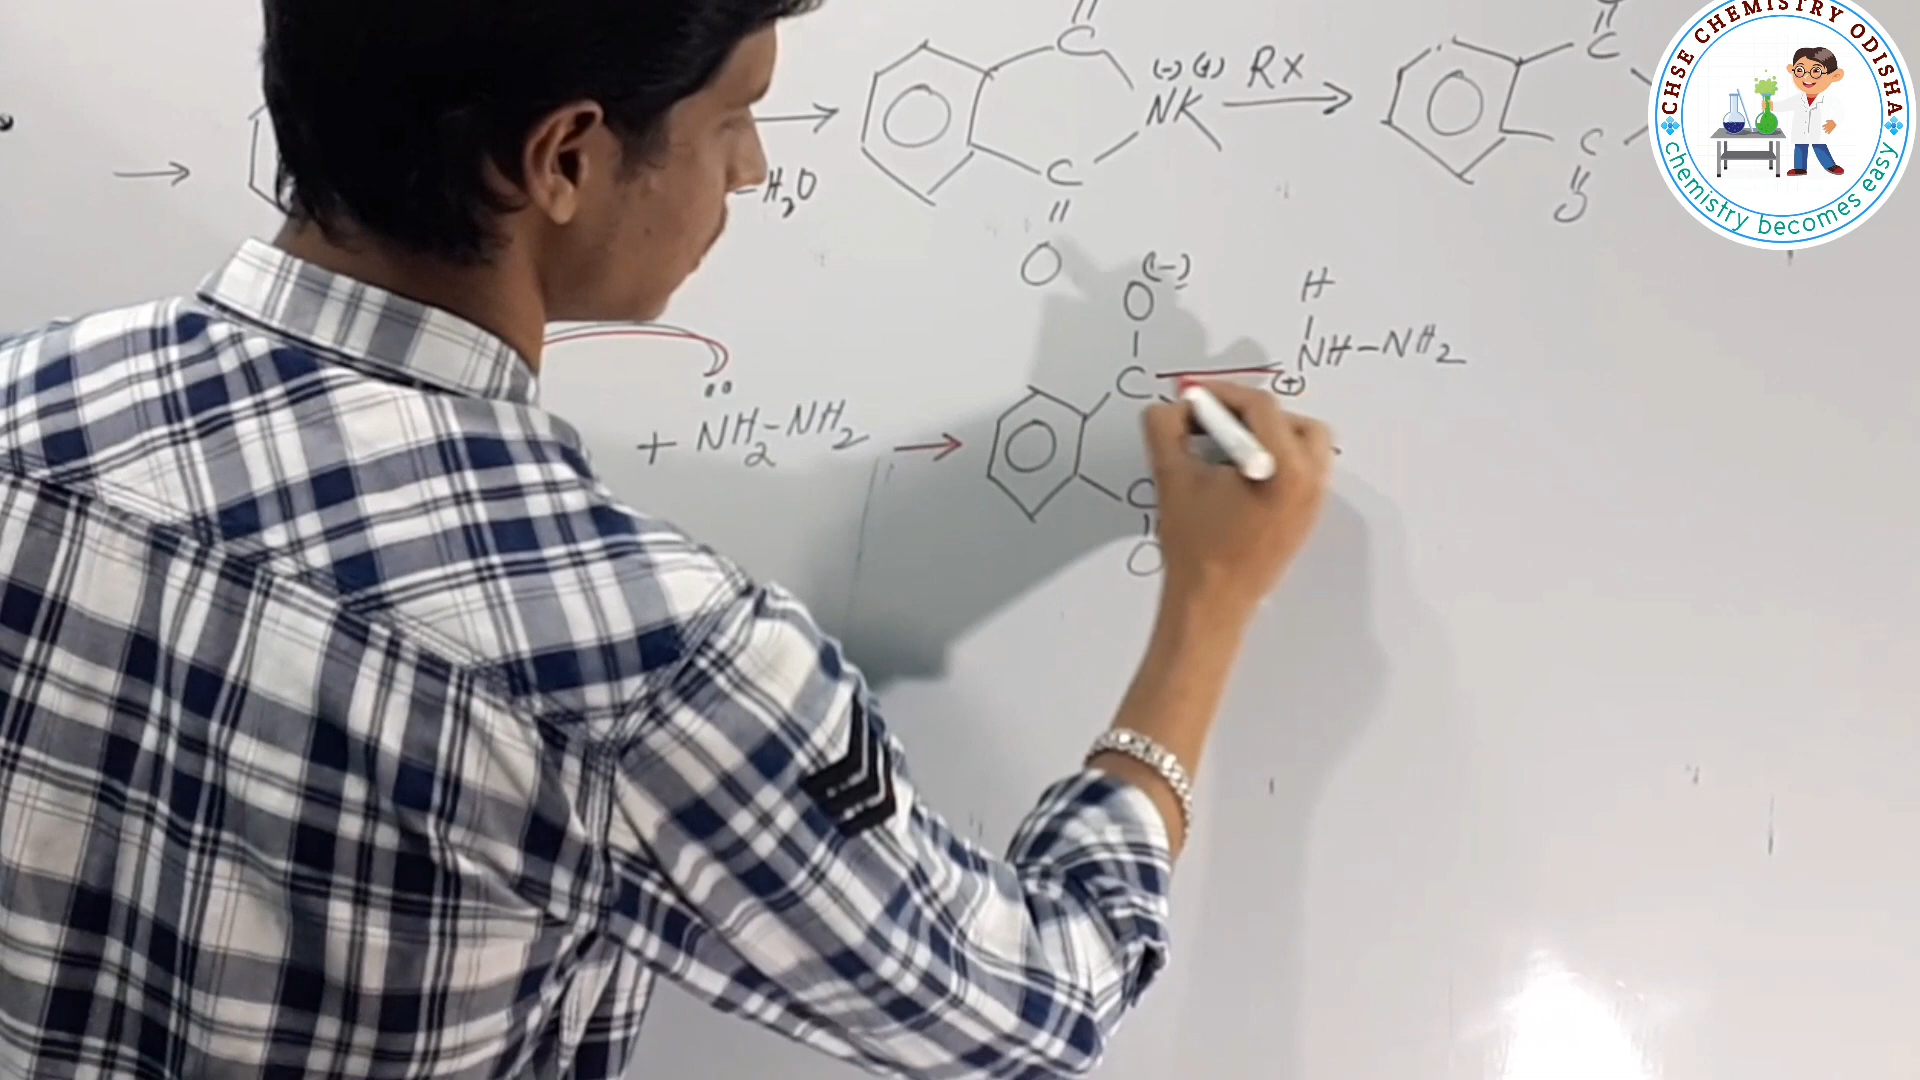 CHSE CHEMISTRY ODISHA
chemistry becomes easy
C
C
(-) (+) RX
NK
-H₂O
C
C
O
O
O (-)
H
NH-NH₂
C (+)
+ NH₂-NH₂
C
O